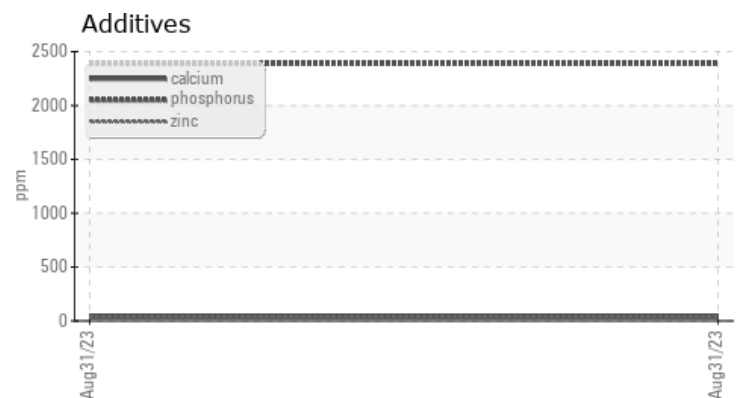 Additives
2500
calcium
phosphorus
2000
zinc
1500
ppm
1000
500
0
Aug31/23
Aug31/23